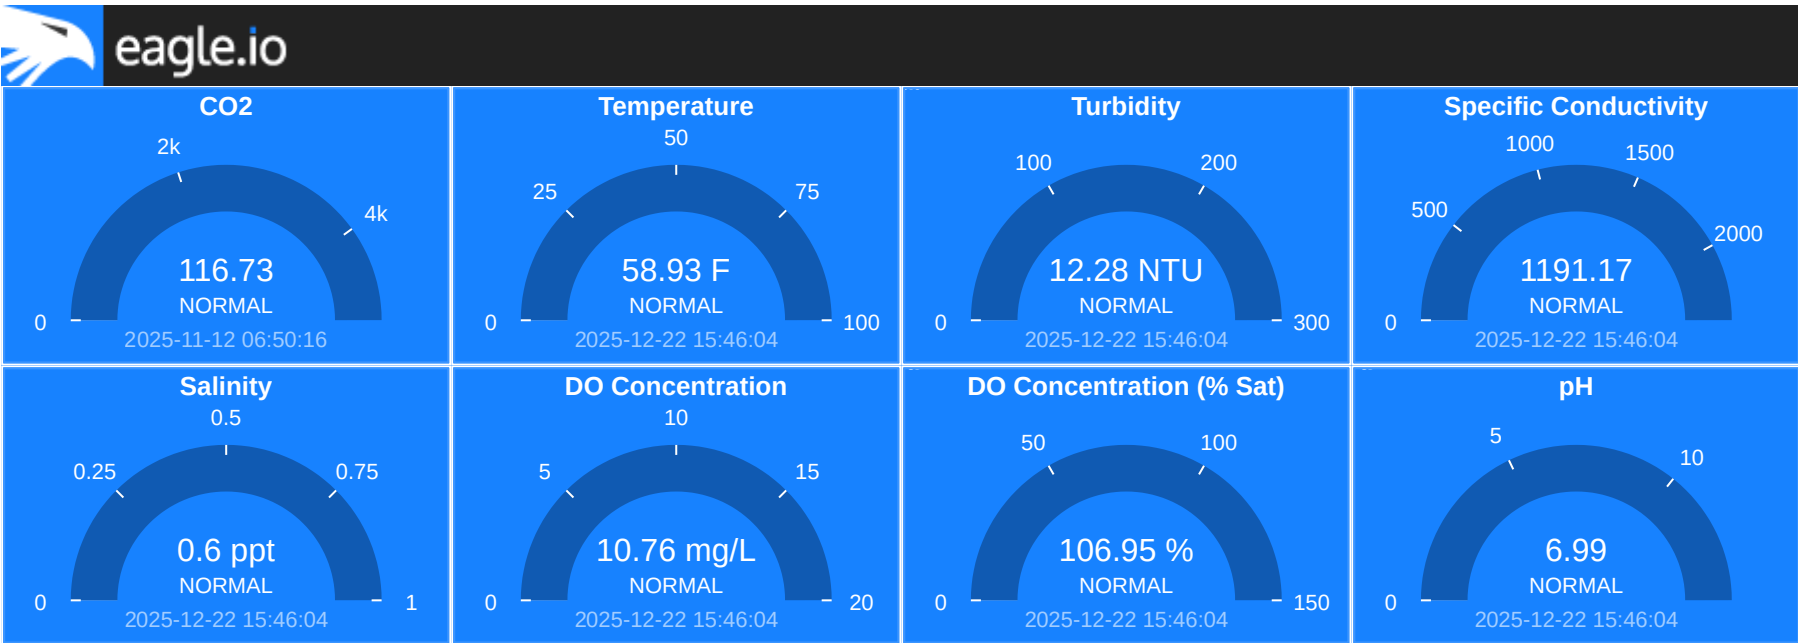 eagle.io
CO2
2k
4k
0
116.73
NORMAL
2025-11-12 06:50:16
Temperature
50
25
75
0
100
58.93 F
NORMAL
2025-12-22 15:46:04
Turbidity
100
200
0
300
12.28 NTU
NORMAL
2025-12-22 15:46:04
Specific Conductivity
1000
1500
500
2000
0
1191.17
NORMAL
2025-12-22 15:46:04
Salinity
0.5
0.25
0.75
0
1
0.6 ppt
NORMAL
2025-12-22 15:46:04
DO Concentration
10
5
15
0
20
10.76 mg/L
NORMAL
2025-12-22 15:46:04
DO Concentration (% Sat)
50
100
0
150
106.95 %
NORMAL
2025-12-22 15:46:04
pH
5
10
0
6.99
NORMAL
2025-12-22 15:46:04